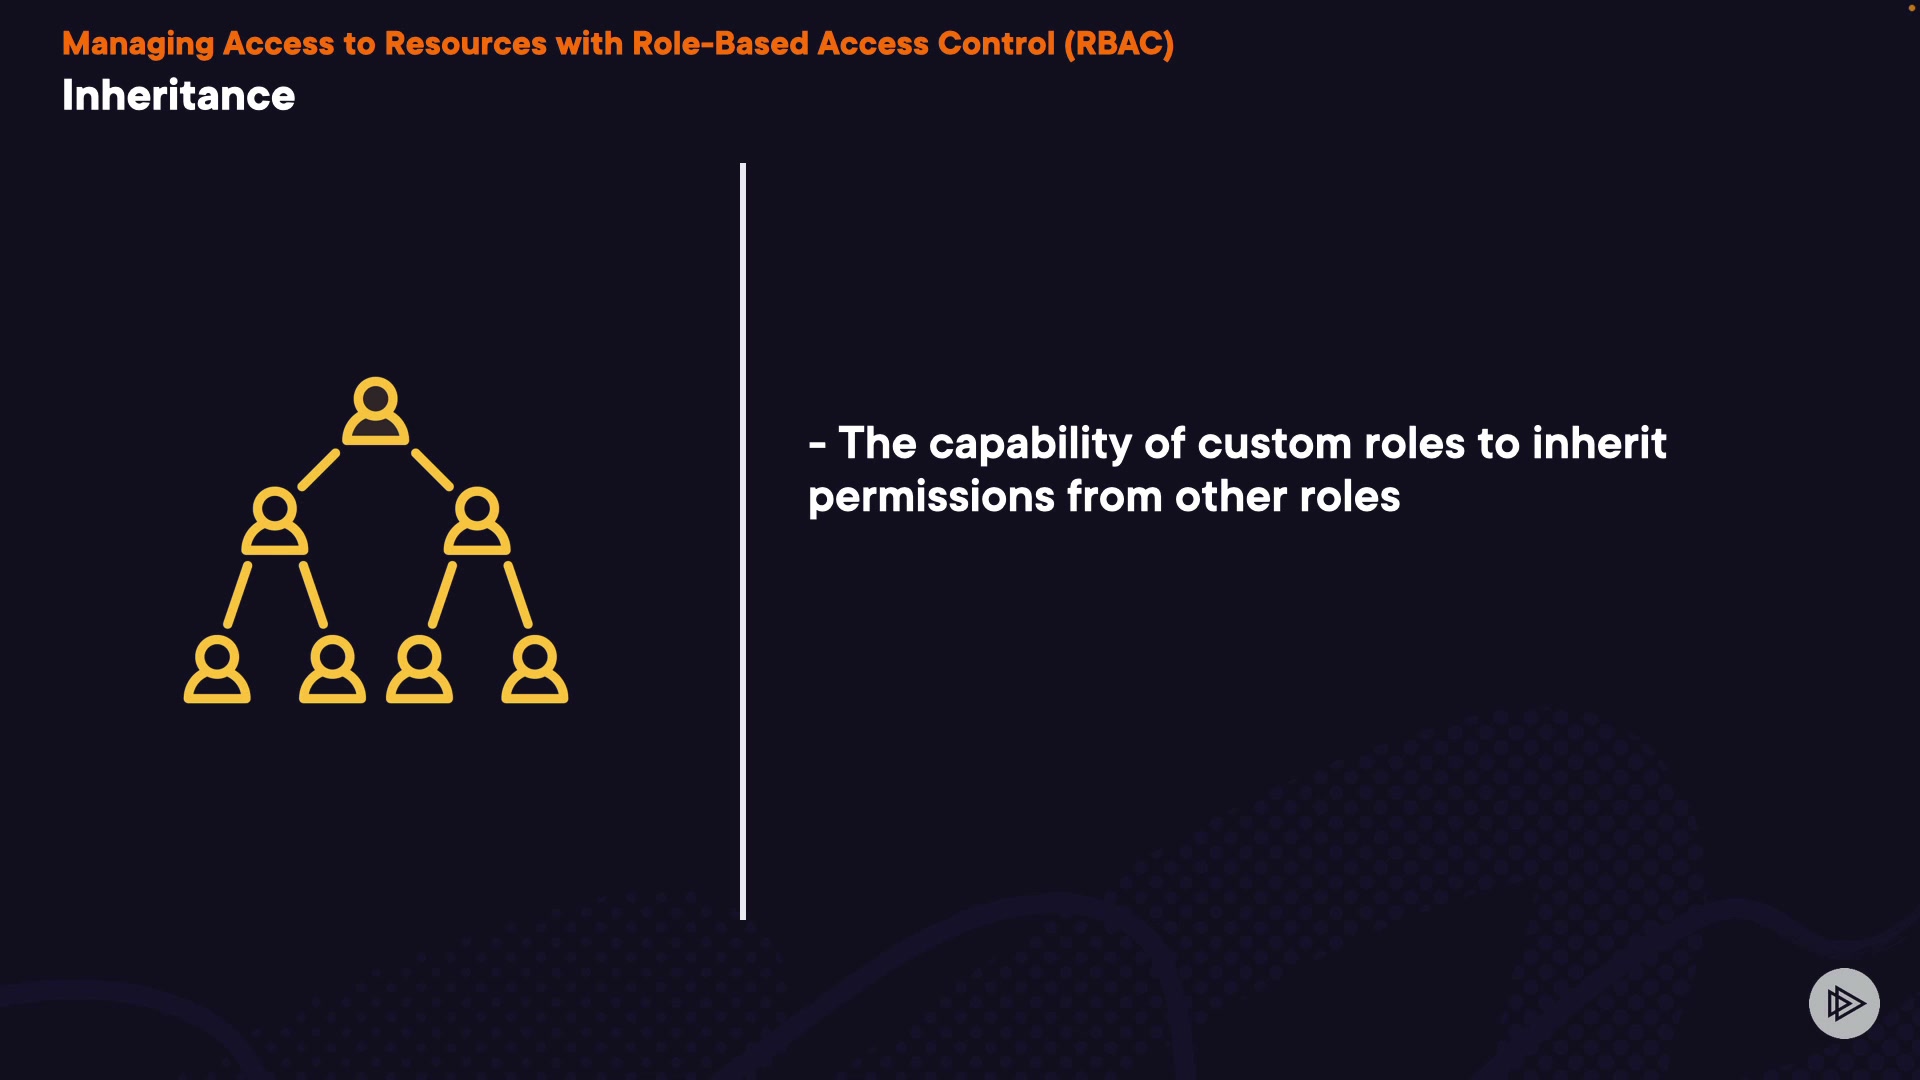 Managing Access to Resources with Role-Based Access Control (RBAC)
Inheritance
- The capability of custom roles to inherit
permissions from other roles